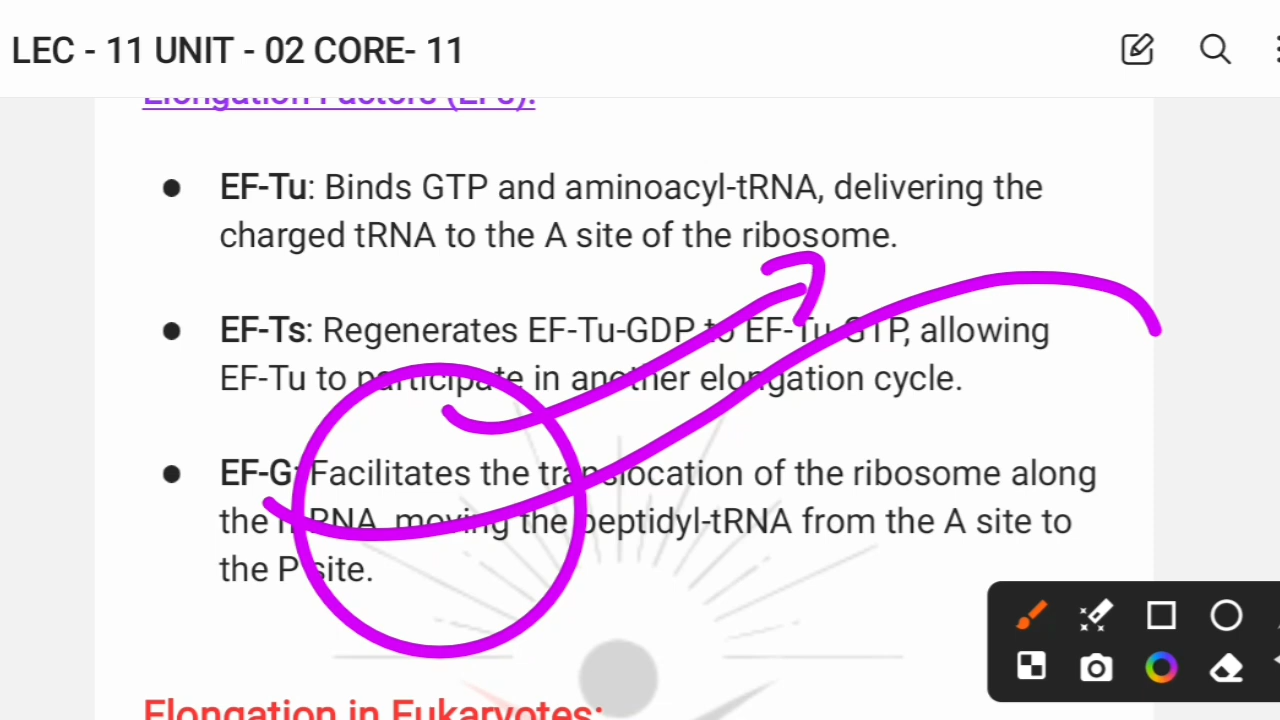 LEC - 11 UNIT - 02 CORE- 11
Elongation Factors (EFs):
● EF-Tu: Binds GTP and aminoacyl-tRNA, delivering the
charged tRNA to the A site of the ribosome.
● EF-Ts: Regenerates EF-Tu-GDP to EF-Tu-GTP, allowing
EF-Tu to participate in another elongation cycle.
● EF-G: Facilitates the translocation of the ribosome along
the mRNA, moving the peptidyl-tRNA from the A site to
the P site.
Elongation in Eukaryotes: